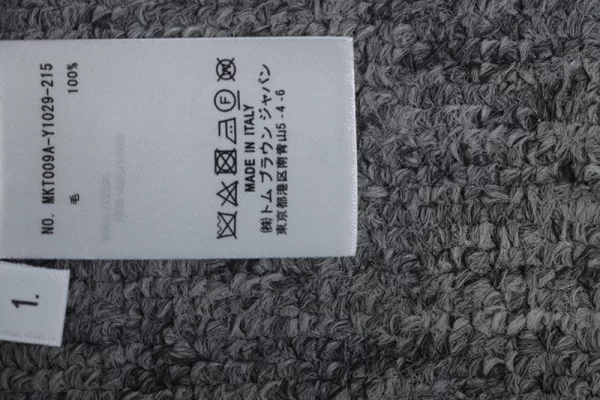 NO. MKT009A-Y1029-215
毛 100%
MADE IN ITALY
㈱トム ブラウン ジャパン
東京都港区南青山5-4-6
1.